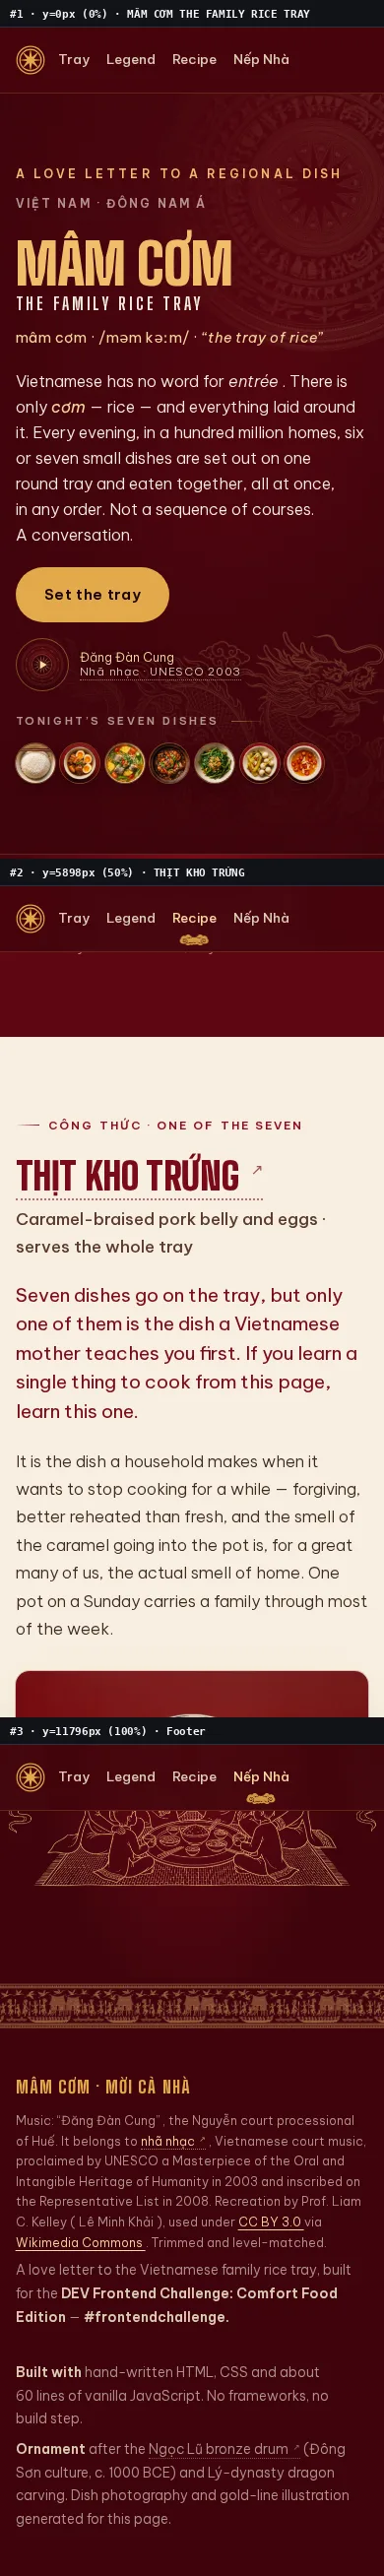 #1 · y=0px (0%) · MÂM CƠM THE FAMILY RICE TRAY
Tray Legend Recipe Nếp Nhà
A LOVE LETTER TO A REGIONAL DISH
VIỆT NAM · ĐÔNG NAM Á
MÂM CƠM
THE FAMILY RICE TRAY
mâm cơm · /məm kəːm/ · “the tray of rice”
Vietnamese has no word for entrée . There is
only cơm — rice — and everything laid around
it. Every evening, in a hundred million homes, six
or seven small dishes are set out on one
round tray and eaten together, all at once,
in any order. Not a sequence of courses.
A conversation.
Set the tray
Đăng Đàn Cung
Nhã nhạc · UNESCO 2003
TONIGHT’S SEVEN DISHES
#2 · y=5898px (50%) · THỊT KHO TRỨNG
Tray Legend Recipe Nếp Nhà
CÔNG THỨC · ONE OF THE SEVEN
THỊT KHO TRỨNG ↗
Caramel-braised pork belly and eggs ·
serves the whole tray
Seven dishes go on the tray, but only
one of them is the dish a Vietnamese
mother teaches you first. If you learn a
single thing to cook from this page,
learn this one.
It is the dish a household makes when it
wants to stop cooking for a while — forgiving,
better reheated than fresh, and the smell of
the caramel going into the pot is, for a great
many of us, the actual smell of home. One
pot on a Sunday carries a family through most
of the week.
#3 · y=11796px (100%) · Footer
Tray Legend Recipe Nếp Nhà
MÂM CƠM · MỜI CẢ NHÀ
Music: “Đăng Đàn Cung” , the Nguyễn court processional
of Huế. It belongs to nhã nhạc ↗ , Vietnamese court music,
proclaimed by UNESCO a Masterpiece of the Oral and
Intangible Heritage of Humanity in 2003 and inscribed on
the Representative List in 2008. Recreation by Prof. Liam
C. Kelley ( Lê Minh Khải ), used under CC BY 3.0 via
Wikimedia Commons . Trimmed and level-matched.
A love letter to the Vietnamese family rice tray, built
for the DEV Frontend Challenge: Comfort Food
Edition — #frontendchallenge.
Built with hand-written HTML, CSS and about
60 lines of vanilla JavaScript. No frameworks, no
build step.
Ornament after the Ngọc Lũ bronze drum ↗ (Đông
Sơn culture, c. 1000 BCE) and Lý-dynasty dragon
carving. Dish photography and gold-line illustration
generated for this page.